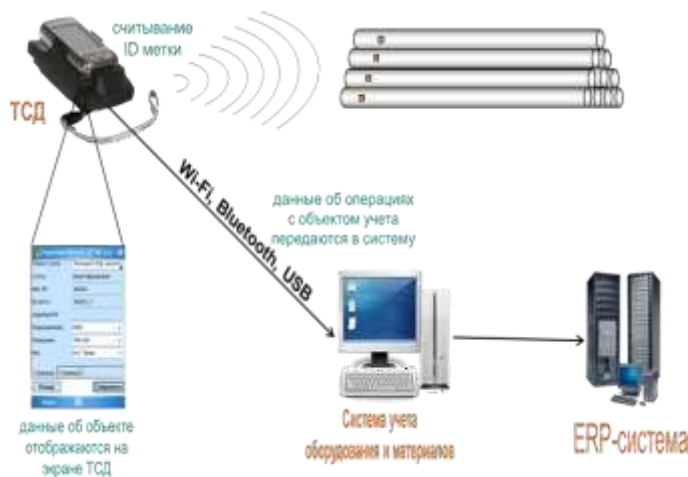 считывание
ID метки
ТСД
Wi-Fi, Bluetooth, USB
данные об операциях
с объектом учета
передаются в систему
данные об объекте
отображаются на
экране ТСД
Система учета
оборудования и материалов
ERP-система